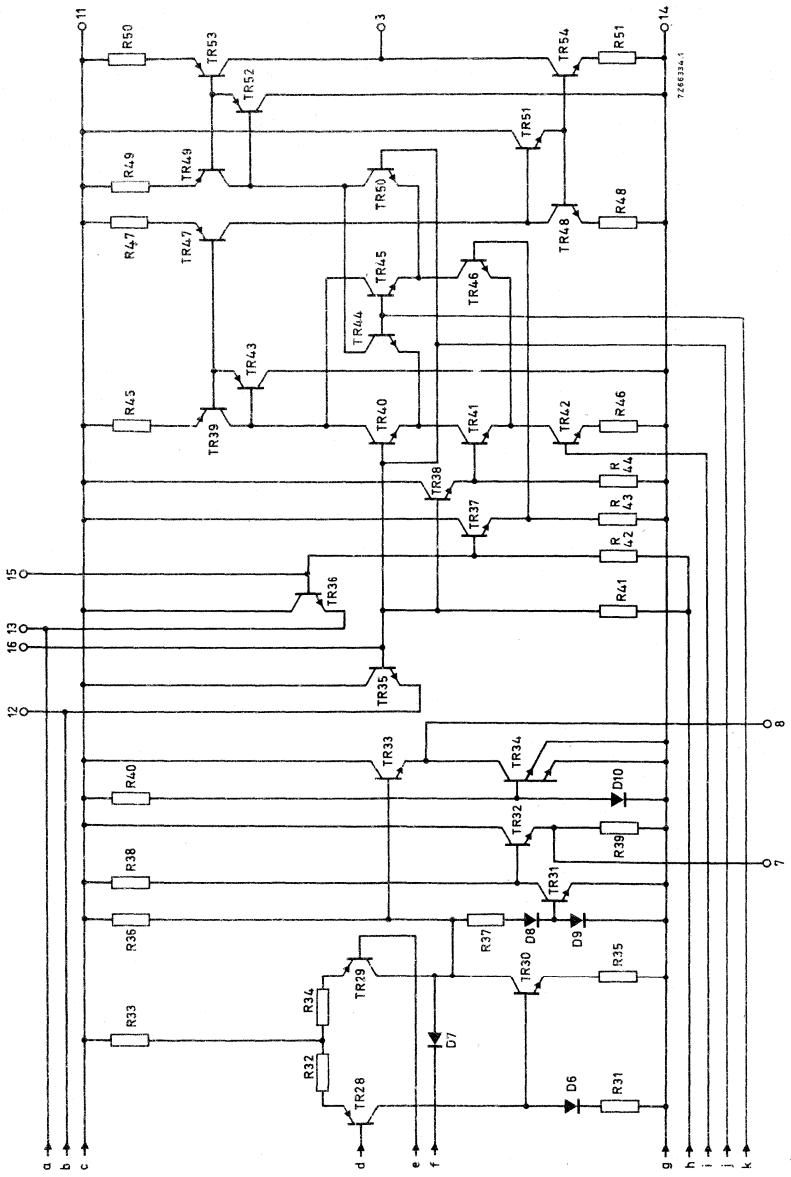 11
3
14
R50
TR53
TR52
TR54
R51
7Z66334.1
R49
TR49
TR50
TR51
R47
TR47
TR48
R48
TR45
TR46
TR44
TR43
R45
TR39
TR40
TR41
TR42
R46
TR38
R
44
TR37
R
43
R
42
R41
15
13
16
12
TR36
TR35
TR33
TR34
8
R40
D10
TR32
R39
7
R38
TR31
R36
R37
D8
D9
TR29
TR30
R35
R34
R33
D7
R32
TR28
D6
R31
a
b
c
d
e
f
g
h
i
j
k